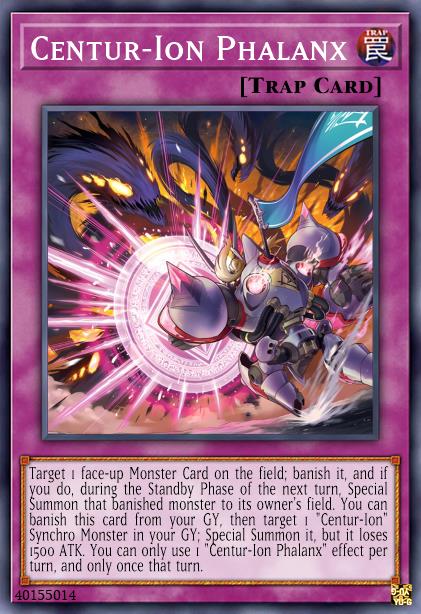 Centur-Ion Phalanx
TRAP
罠
[Trap Card]
Target 1 face-up Monster Card on the field; banish it, and if
you do, during the Standby Phase of the next turn, Special
Summon that banished monster to its owner's field. You can
banish this card from your GY, then target 1 "Centur-Ion"
Synchro Monster in your GY; Special Summon it, but it loses
1500 ATK. You can only use 1 "Centur-Ion Phalanx" effect per
turn, and only once that turn.
40155014